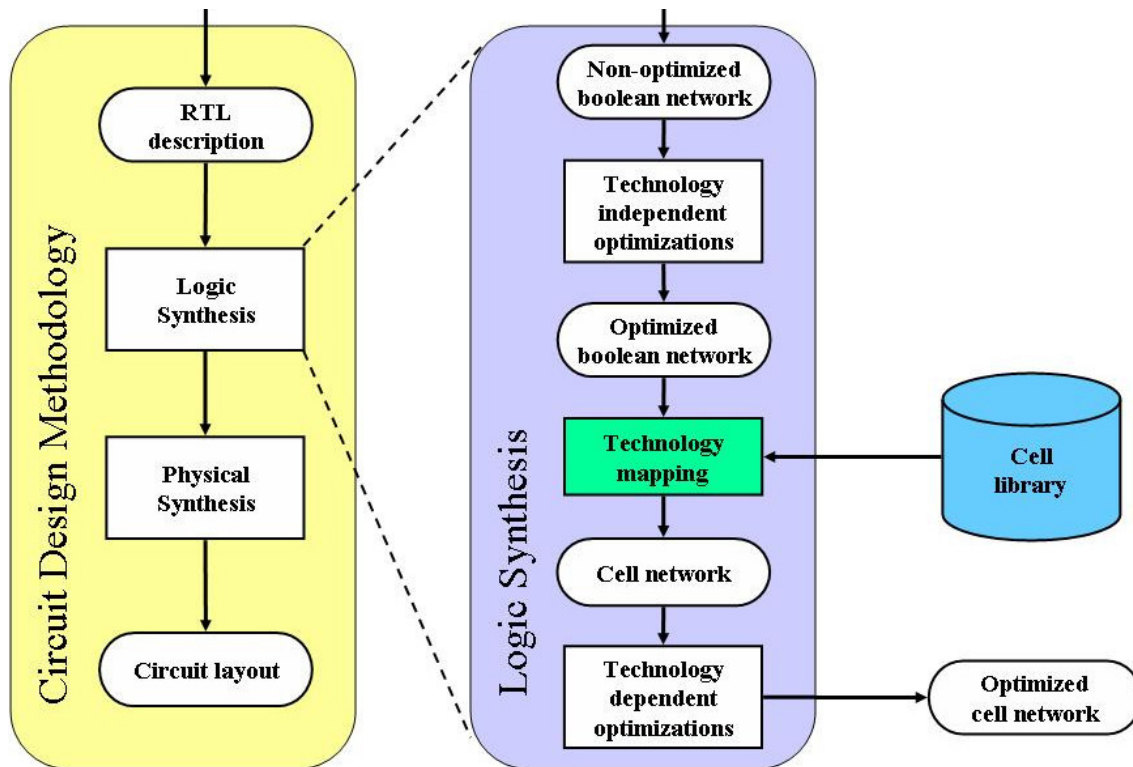 Circuit Design Methodology
RTL
description
Logic
Synthesis
Physical
Synthesis
Circuit layout
Logic Synthesis
Non-optimized
boolean network
Technology
independent
optimizations
Optimized
boolean network
Technology
mapping
Cell
library
Cell network
Technology
dependent
optimizations
Optimized
cell network